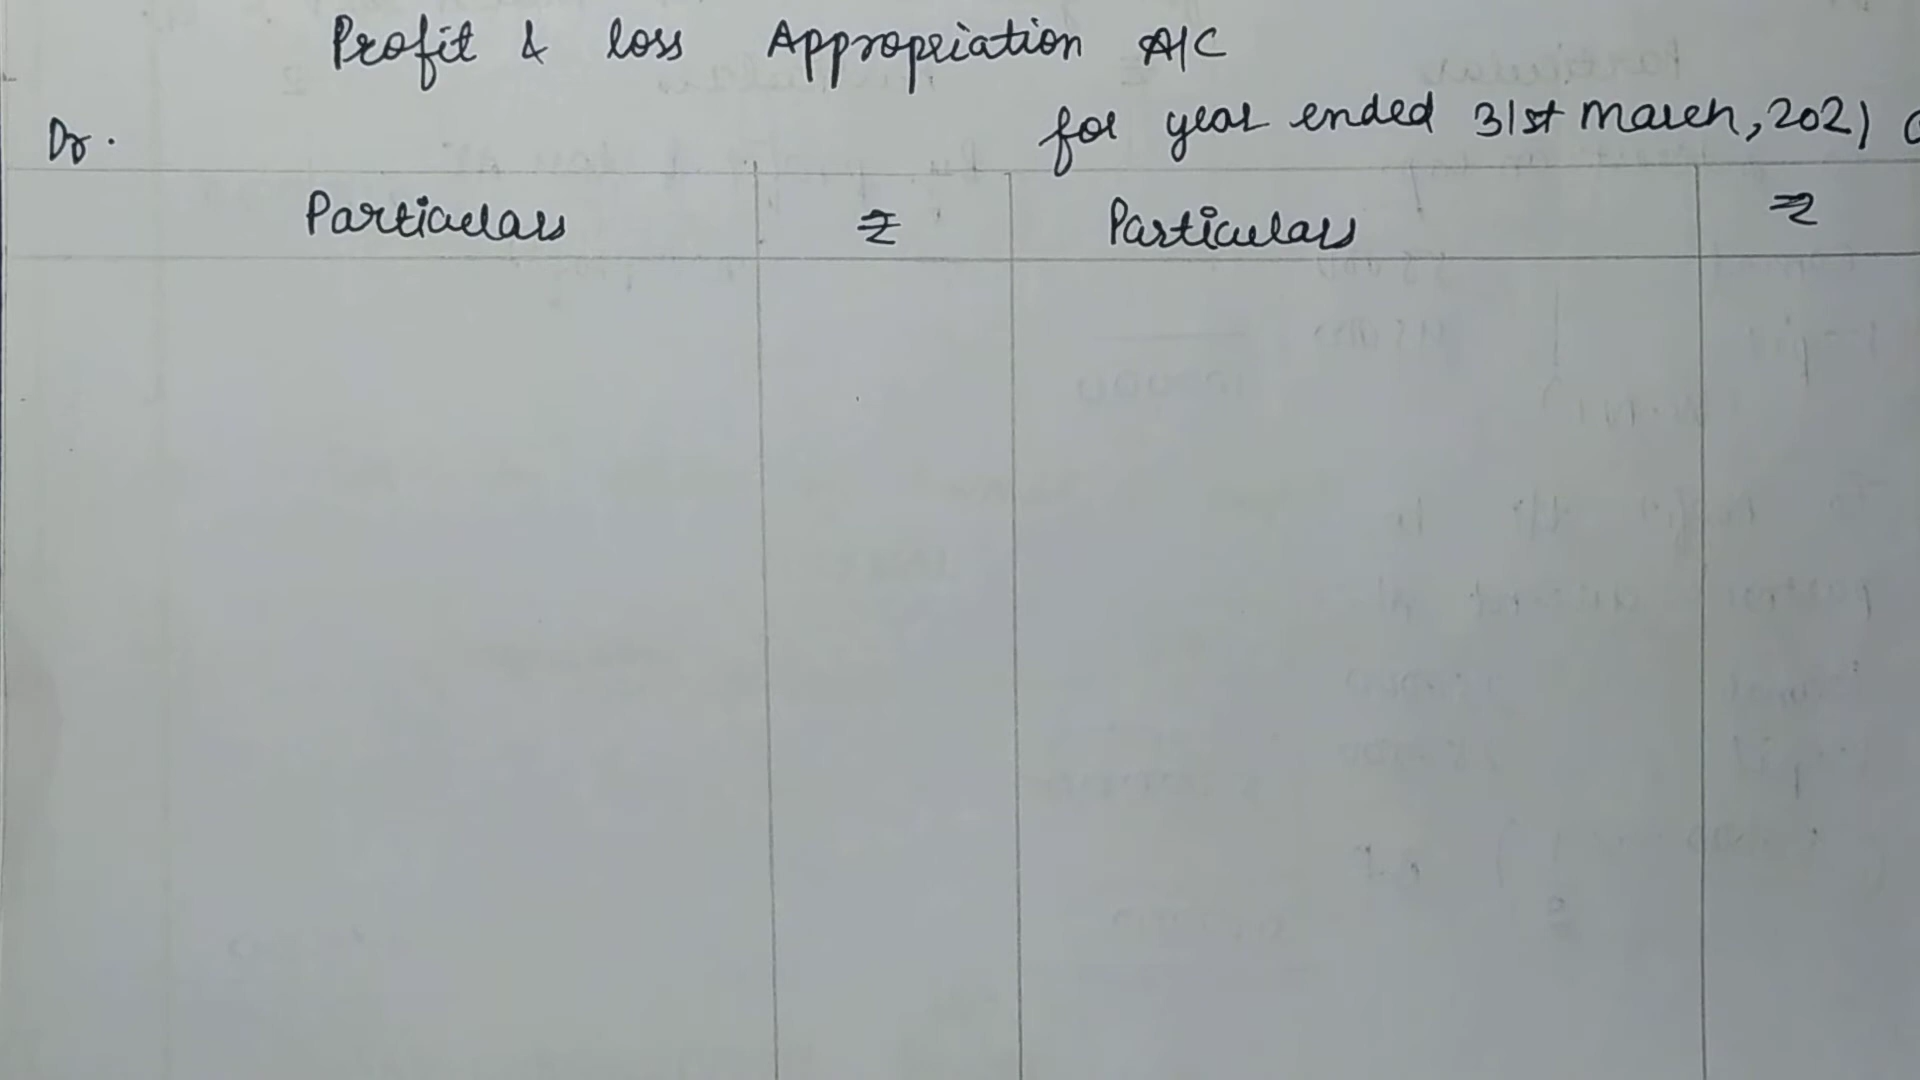 Profit & loss Appropriation A/C
for year ended 31st March, 2021
Dr.
Particulars ₹ Particulars ₹